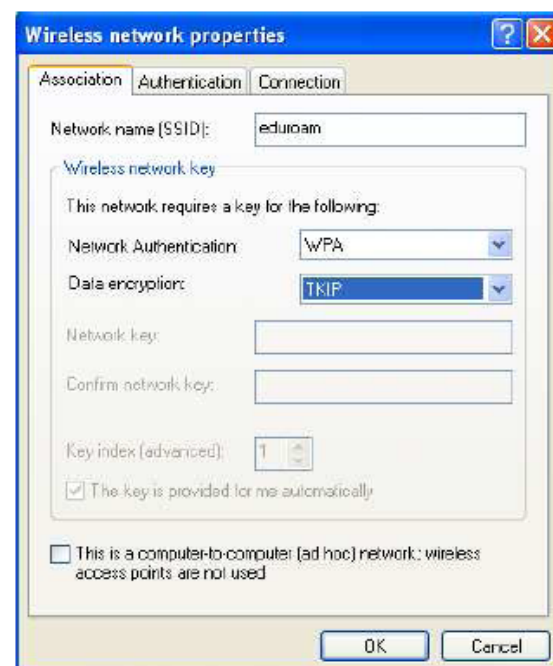 Wireless network properties
Association Authentication Connection
Network name (SSID): eduroam
Wireless network key
This network requires a key for the following:
Network Authentication: WPA
Data encryption: TKIP
Network key:
Confirm network key:
Key index (advanced): 1
The key is provided for me automatically
This is a computer-to-computer (ad hoc) network; wireless
access points are not used
OK Cancel